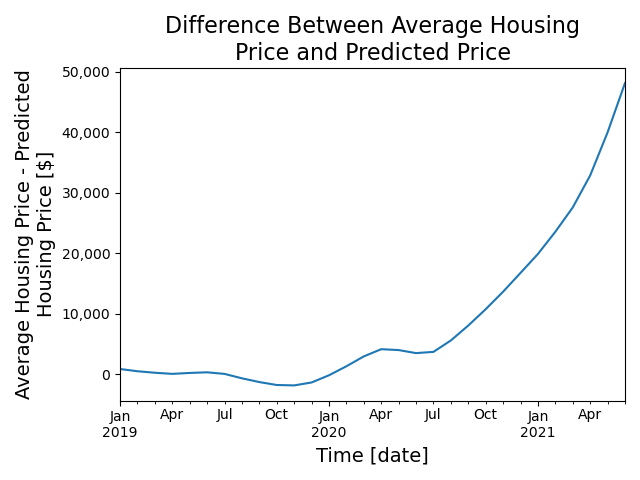 Difference Between Average Housing
Price and Predicted Price
Average Housing Price - Predicted
Housing Price [$]
50,000
40,000
30,000
20,000
10,000
0
Jan Apr Jul Oct Jan Apr Jul Oct Jan Apr
2019 2020 2021
Time [date]